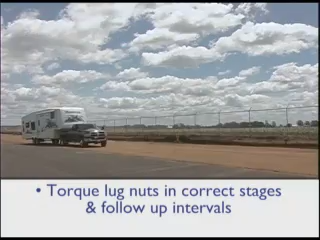 • Torque lug nuts in correct stages
& follow up intervals